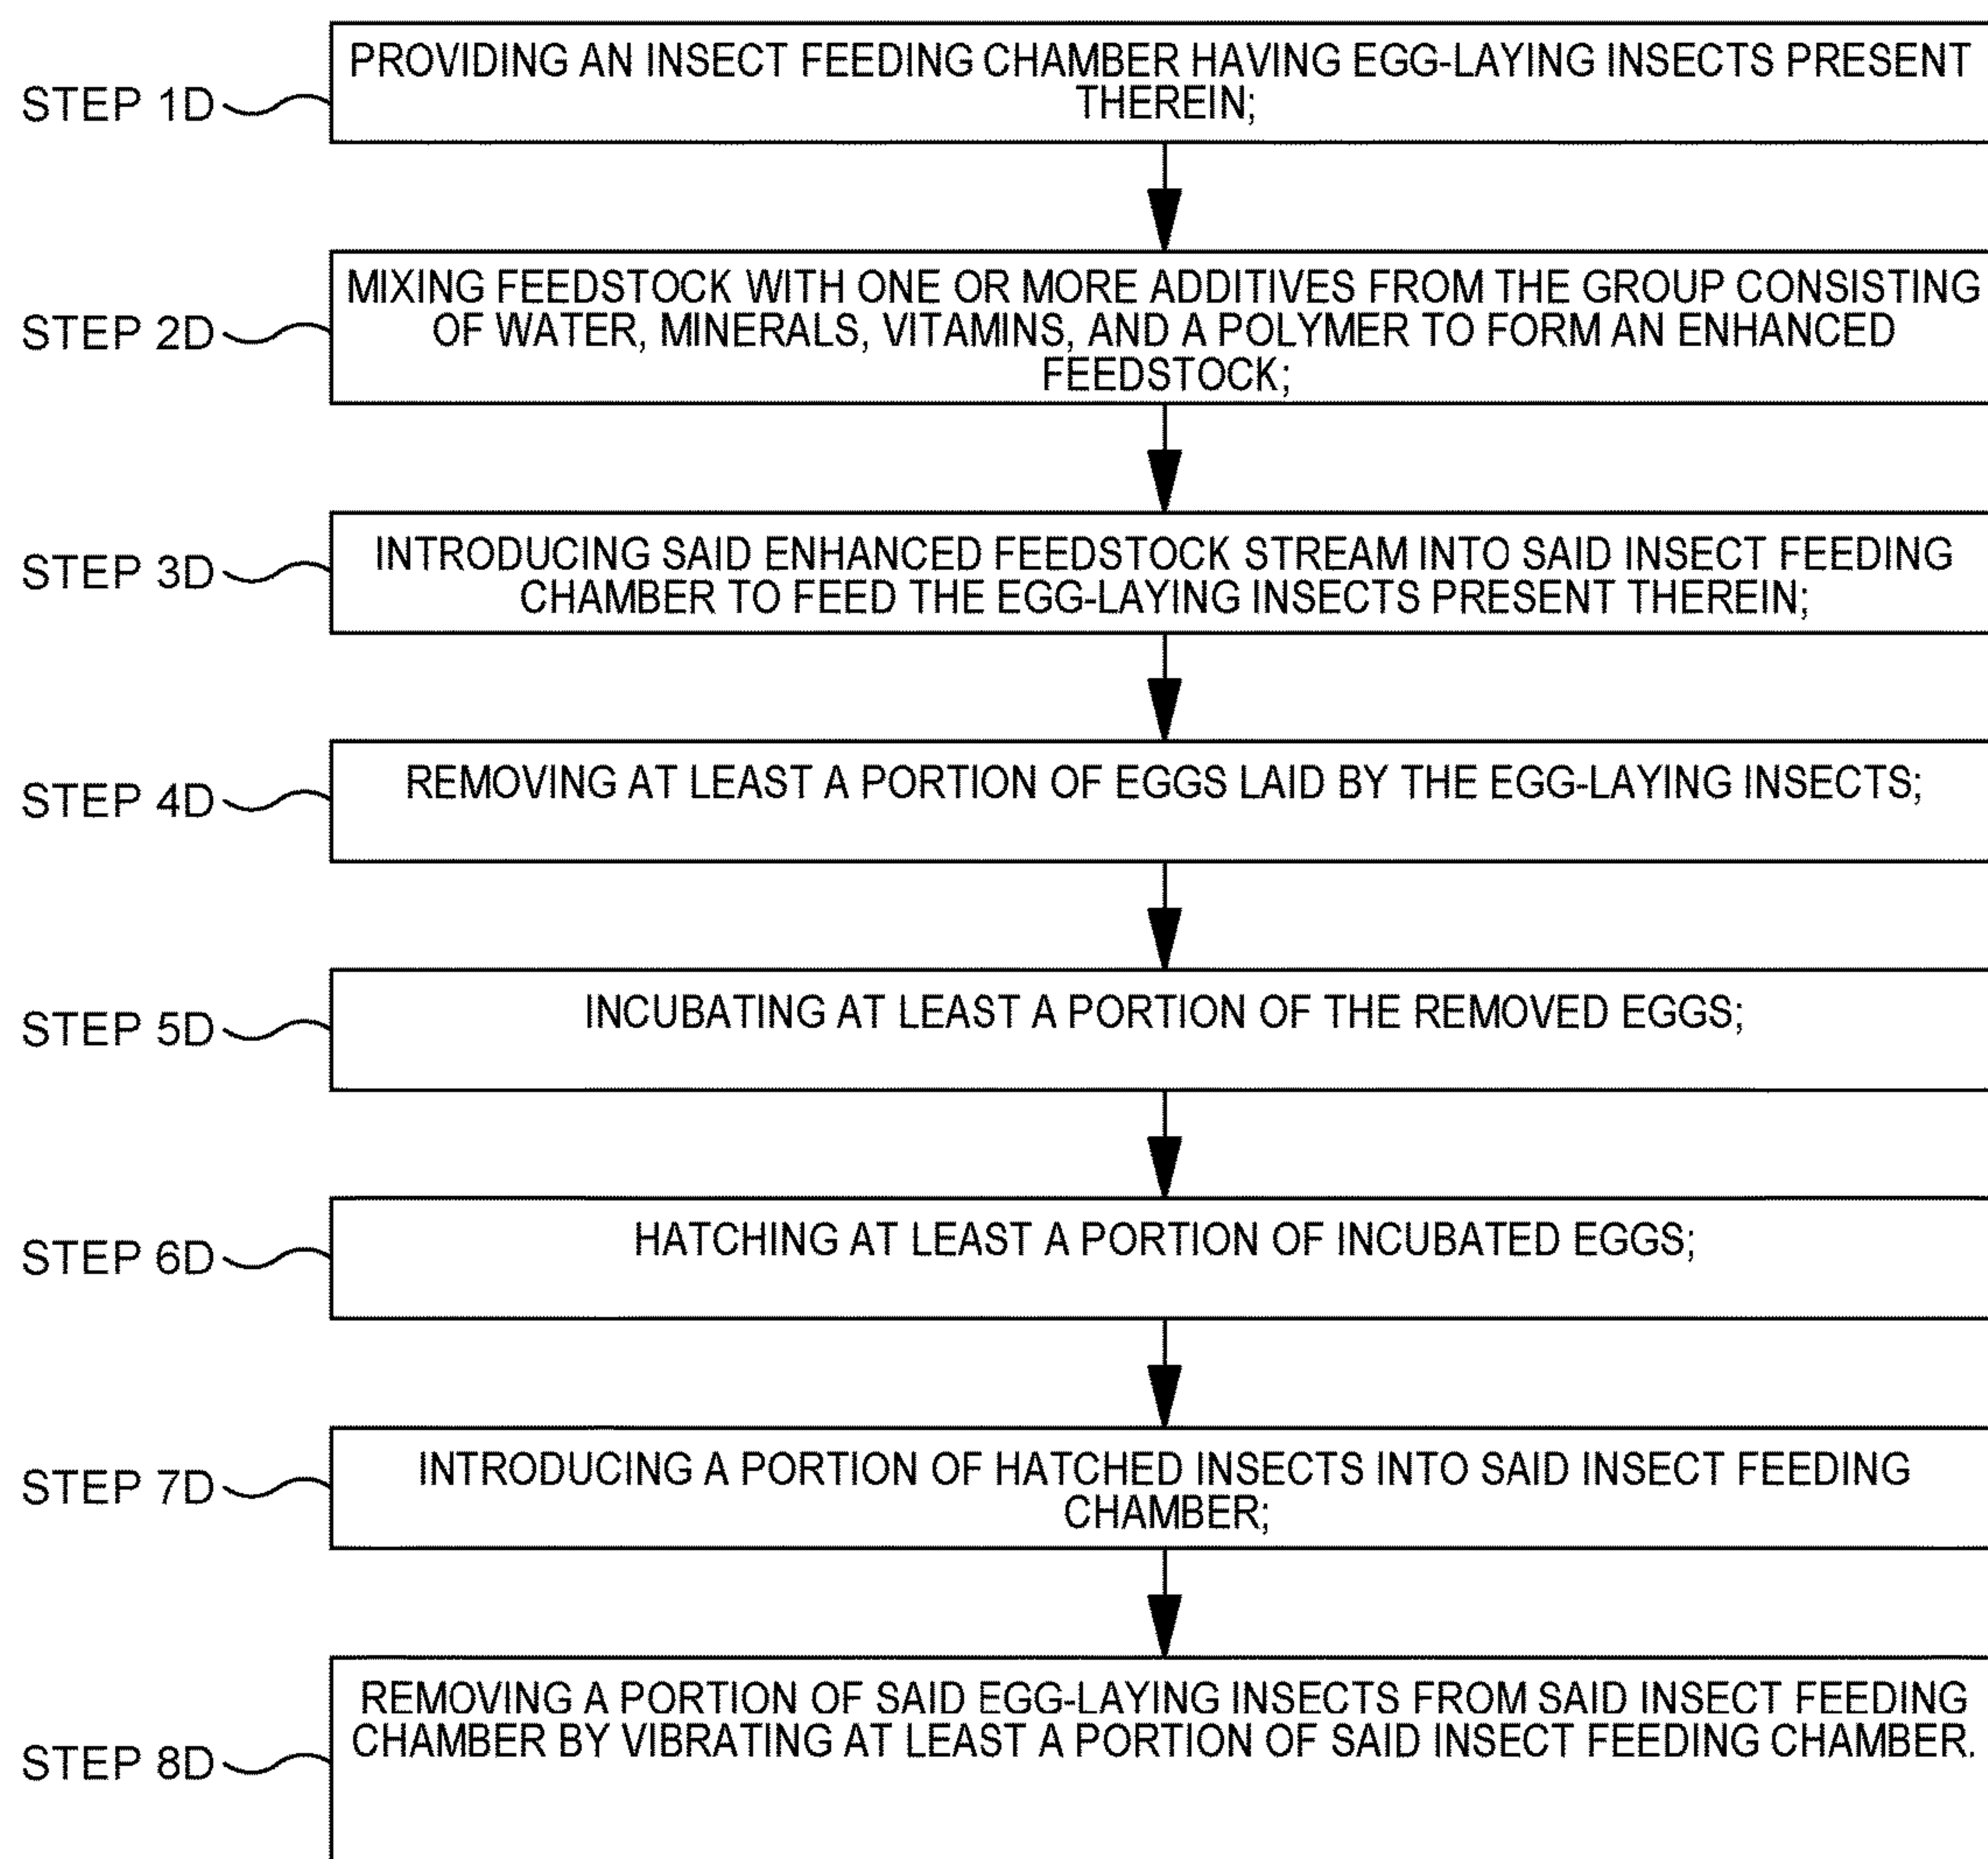 STEP 1D
PROVIDING AN INSECT FEEDING CHAMBER HAVING EGG-LAYING INSECTS PRESENT
THEREIN;
STEP 2D
MIXING FEEDSTOCK WITH ONE OR MORE ADDITIVES FROM THE GROUP CONSISTING
OF WATER, MINERALS, VITAMINS, AND A POLYMER TO FORM AN ENHANCED
FEEDSTOCK;
STEP 3D
INTRODUCING SAID ENHANCED FEEDSTOCK STREAM INTO SAID INSECT FEEDING
CHAMBER TO FEED THE EGG-LAYING INSECTS PRESENT THEREIN;
STEP 4D
REMOVING AT LEAST A PORTION OF EGGS LAID BY THE EGG-LAYING INSECTS;
STEP 5D
INCUBATING AT LEAST A PORTION OF THE REMOVED EGGS;
STEP 6D
HATCHING AT LEAST A PORTION OF INCUBATED EGGS;
STEP 7D
INTRODUCING A PORTION OF HATCHED INSECTS INTO SAID INSECT FEEDING
CHAMBER;
STEP 8D
REMOVING A PORTION OF SAID EGG-LAYING INSECTS FROM SAID INSECT FEEDING
CHAMBER BY VIBRATING AT LEAST A PORTION OF SAID INSECT FEEDING CHAMBER.